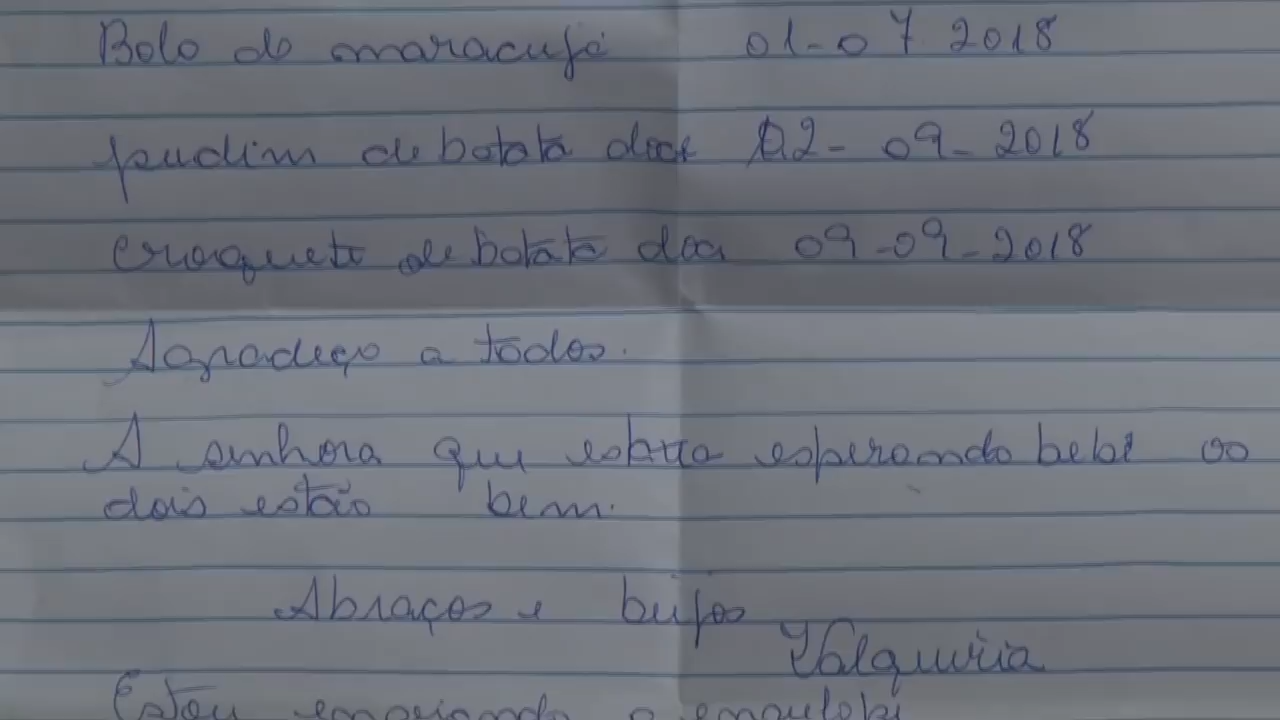 Bolo de maracujá 01-07 2018
pudim de batata doce 02-09-2018
croquete de batata doce 09-09-2018
Agradeço a todos.
A senhora que estava esperando bebê os
dois estão bem.
Abraços e beijos
Valquíria
Estou